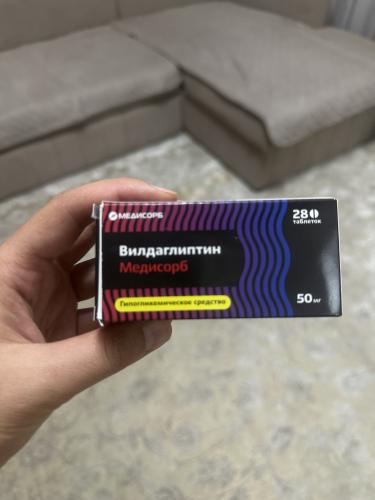 МЕДИСОРБ
28
таблеток
Вилдаглиптин
Медисорб
Гипогликемическое средство
50 мг